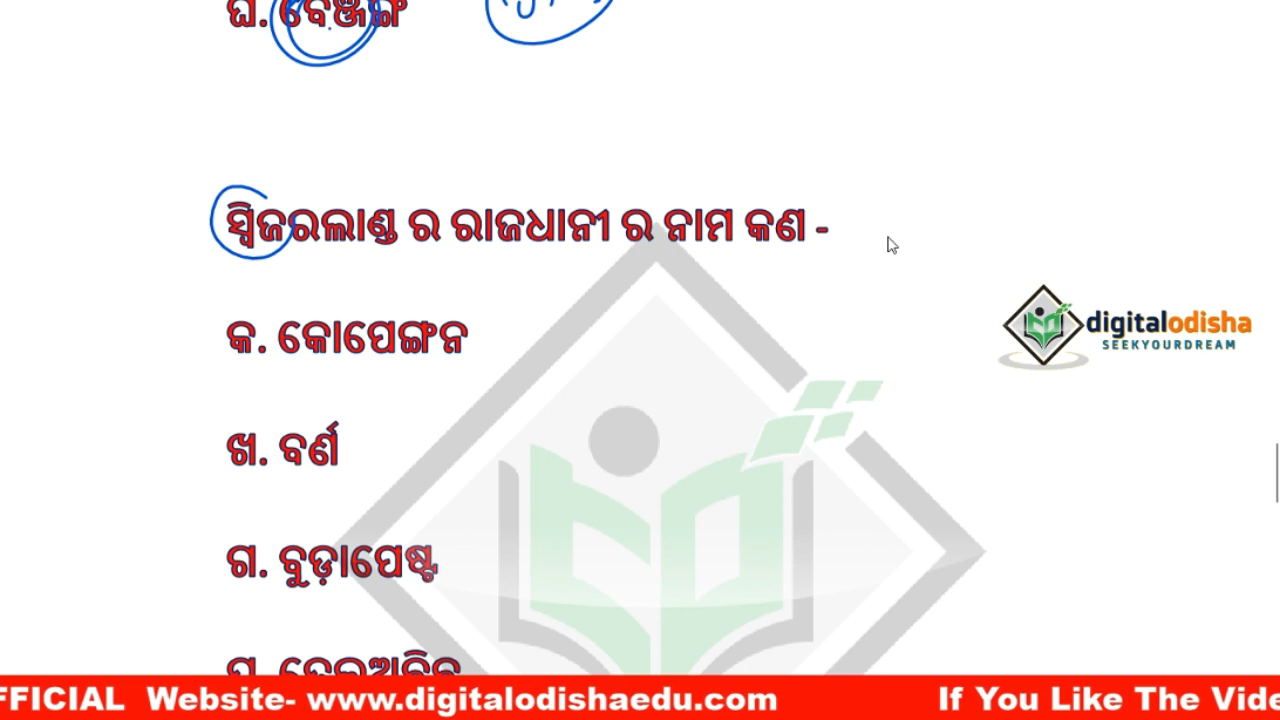 ଘ. ବେଞ୍ଜିଙ୍ଗ
ସ୍ଵିଜରଲାଣ୍ଡ ର ରାଜଧାନୀ ର ନାମ କଣ -
କ. କୋପେଙ୍ଗନ
digitalodisha
SEEKYOURDREAM
ଖ. ବର୍ଣ
ଗ. ବୁଡ଼ାପେଷ୍ଟ
FFICIAL Website- www.digitalodishaedu.com If You Like The Vide